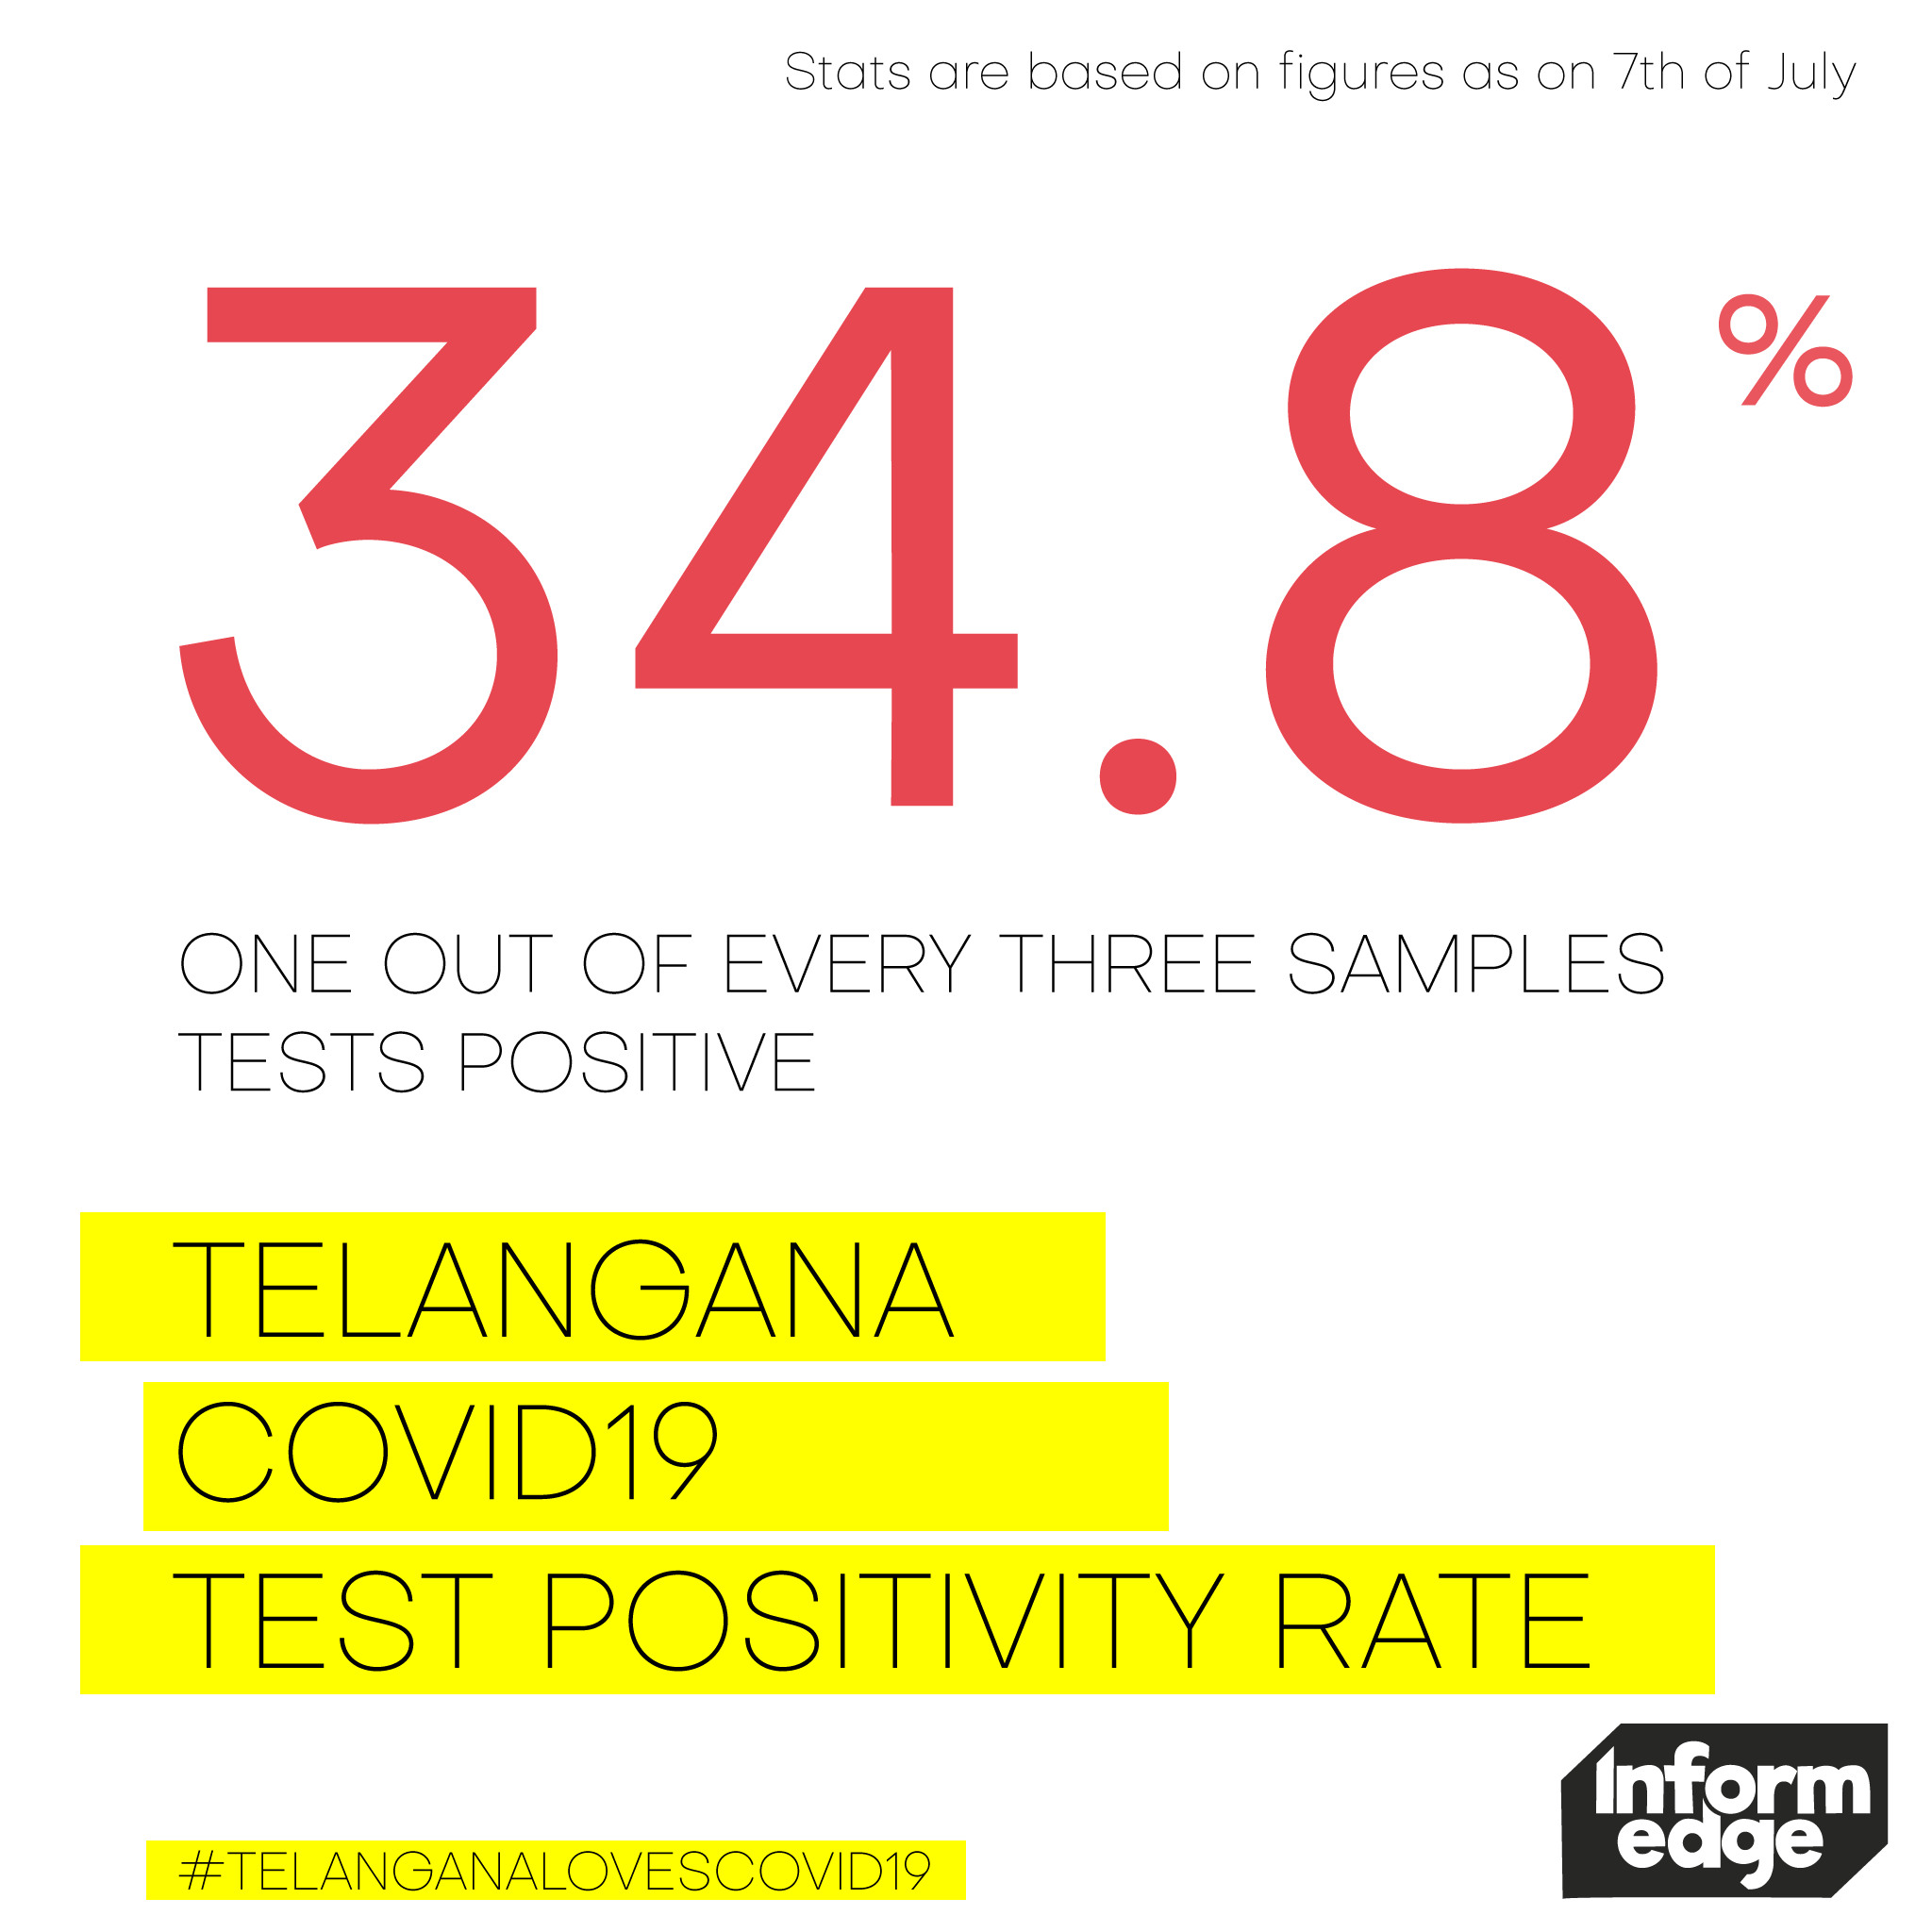 Stats are based on figures as on 7th of July
34.8%
ONE OUT OF EVERY THREE SAMPLES
TESTS POSITIVE
TELANGANA
COVID19
TEST POSITIVITY RATE
#TELANGANALOVESCOVID19
Inform
edge